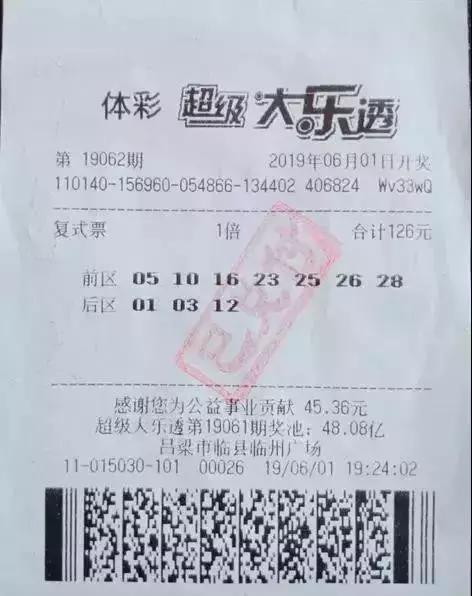 体彩 超级大乐透
第 19062期 2019年06月01日开奖
110140-156960-054866-134402 406824 Wv33wQ
复式票 1倍 合计126元
前区 05 10 16 23 25 26 28
后区 01 03 12
已兑付
感谢您为公益事业贡献 45.36元
超级大乐透第19061期奖池：48.08亿
吕梁市临县临州广场
11-015030-101 00026 19/06/01 19:24:02